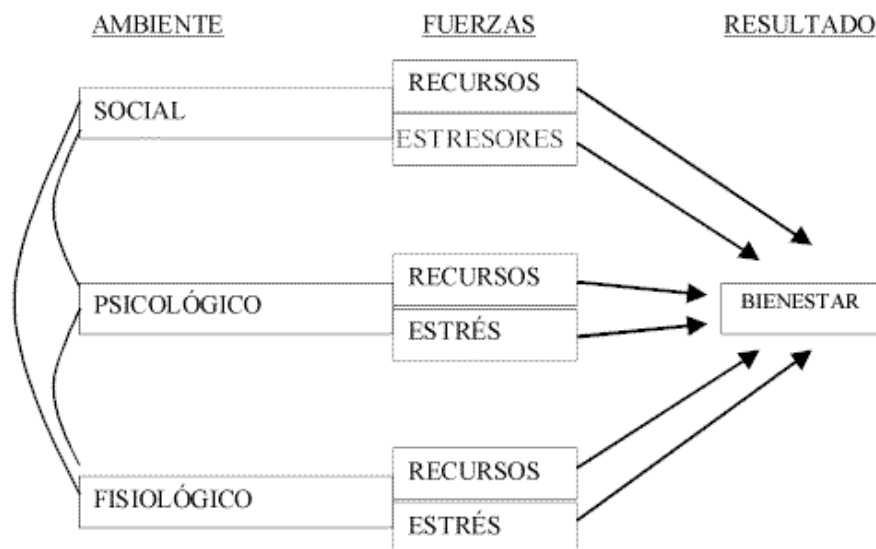 AMBIENTE FUERZAS RESULTADO
RECURSOS
SOCIAL
ESTRESORES
RECURSOS
PSICOLÓGICO
BIENESTAR
ESTRÉS
RECURSOS
FISIOLÓGICO
ESTRÉS